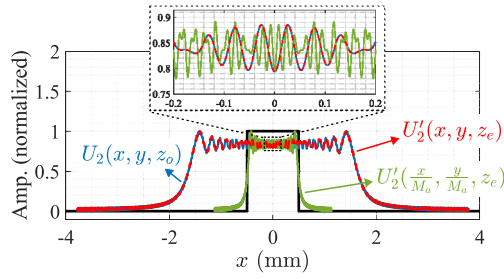 0.9
0.85
0.8
0.75
-0.2 -0.1 0 0.1 0.2
Amp. (normalized)
2
1.5
1
0.5
0
U₂(x, y, zₒ)
U₂′(x, y, zₑ)
U₂′(x/Mₐ, y/Mₐ, zₑ)
-4 -2 0 2 4
x (mm)